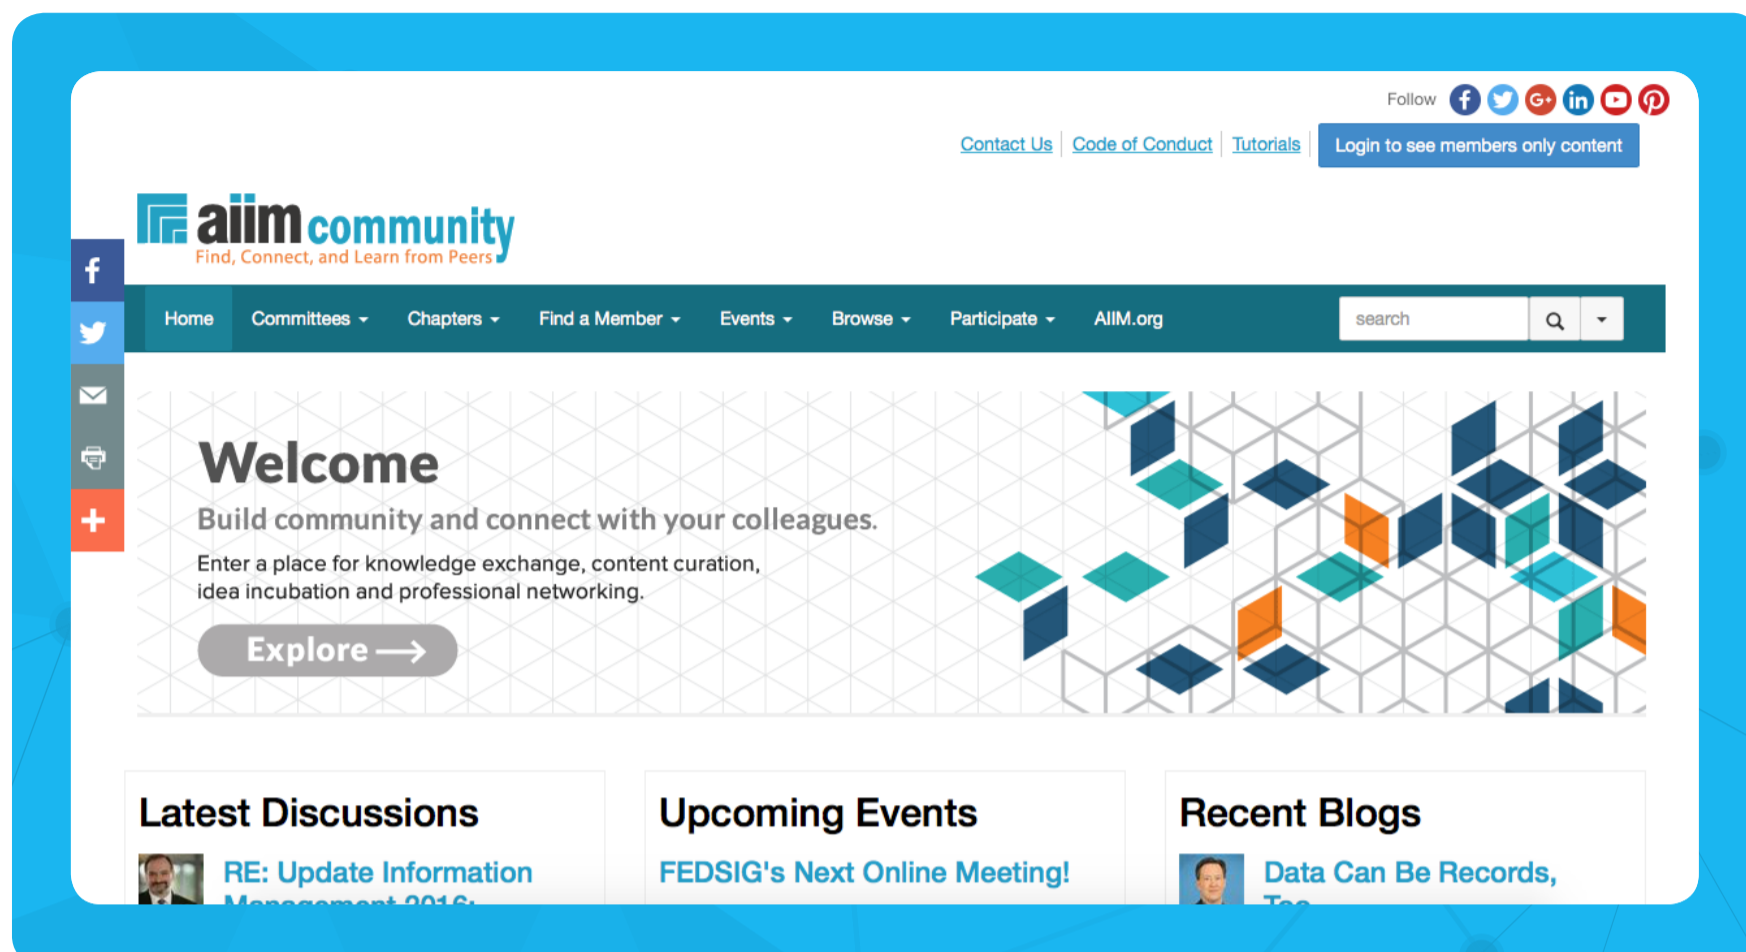 Follow
Contact Us Code of Conduct Tutorials Login to see members only content
aiim community
Find, Connect, and Learn from Peers
Home Committees Chapters Find a Member Events Browse Participate AIIM.org search
Welcome
Build community and connect with your colleagues.
Enter a place for knowledge exchange, content curation,
idea incubation and professional networking.
Explore
Latest Discussions
RE: Update Information
Management 2016:
Upcoming Events
FEDSIG's Next Online Meeting!
Recent Blogs
Data Can Be Records,
Too